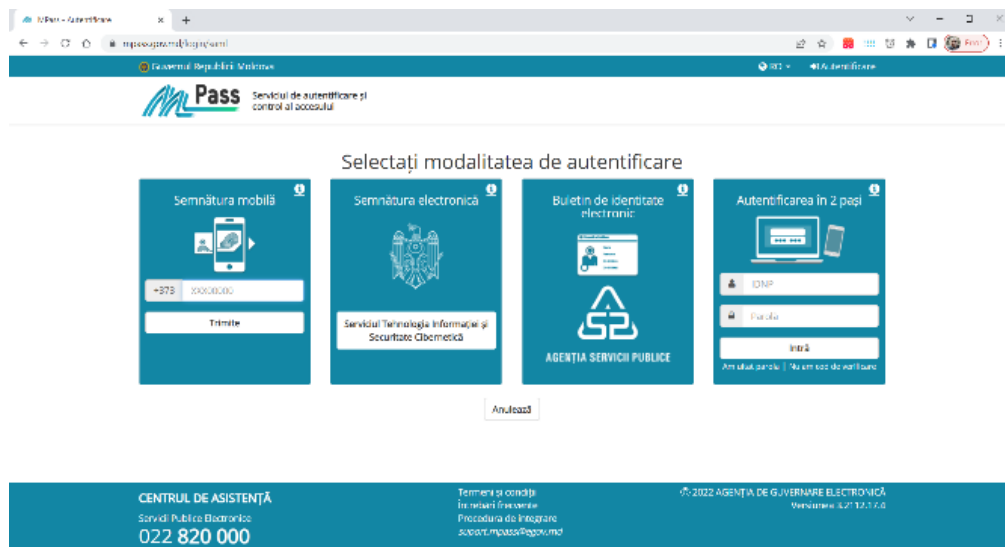 MPass - Autentificare
mpass.gov.md/login/saml
Error
Guvernul Republicii Moldova
RO
Autentificare
Pass
Serviciul de autentificare și
control al accesului
Selectați modalitatea de autentificare
Semnătura mobilă
+373
Trimite
Semnătura electronică
Serviciul Tehnologia Informației și
Securitate Cibernetică
Buletin de identitate
electronic
AGENȚIA SERVICII PUBLICE
Autentificarea în 2 pași
IDNP
Parola
Intră
Am uitat parola | Nu am cod de verificare
Anulează
CENTRUL DE ASISTENȚĂ
Servicii Publice Electronice
022 820 000
Termeni și condiții
Întrebări frecvente
Procedura de integrare
suport.mpass@egov.md
© 2022 AGENȚIA DE GUVERNARE ELECTRONICĂ
Versiunea